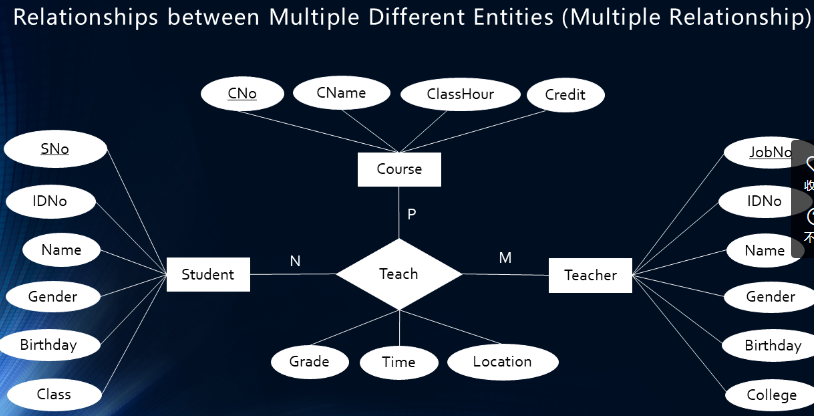 Relationships between Multiple Different Entities (Multiple Relationship)
CNo
CName
ClassHour
Credit
SNo
IDNo
Name
Gender
Birthday
Class
Course
P
Student
N
Teach
M
Teacher
Grade
Time
Location
JobNo
IDNo
Name
Gender
Birthday
College
收
不